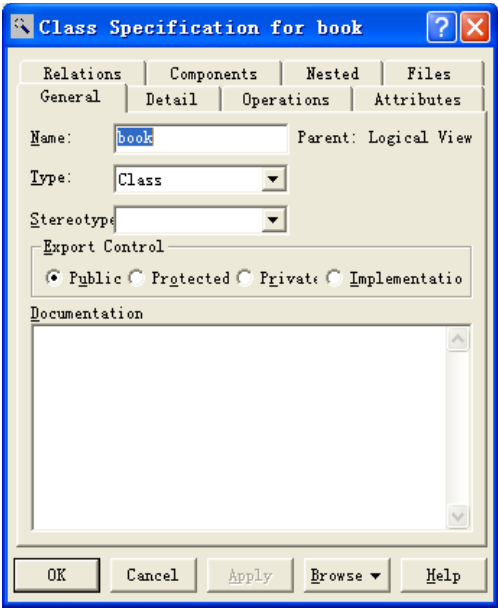 Class Specification for book
Relations Components Nested Files
General Detail Operations Attributes
Name: book Parent: Logical View
Type: Class
Stereotype
Export Control
Public Protected Private Implementatio
Documentation
OK Cancel Apply Browse Help